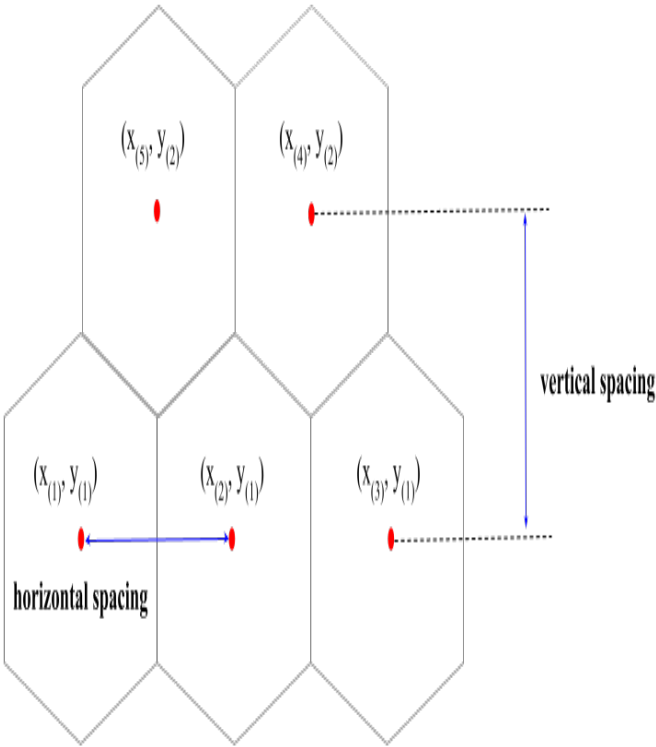 (x(5), y(2))
(x(4), y(2))
vertical spacing
(x(1), y(1))
(x(2), y(1))
(x(3), y(1))
horizontal spacing